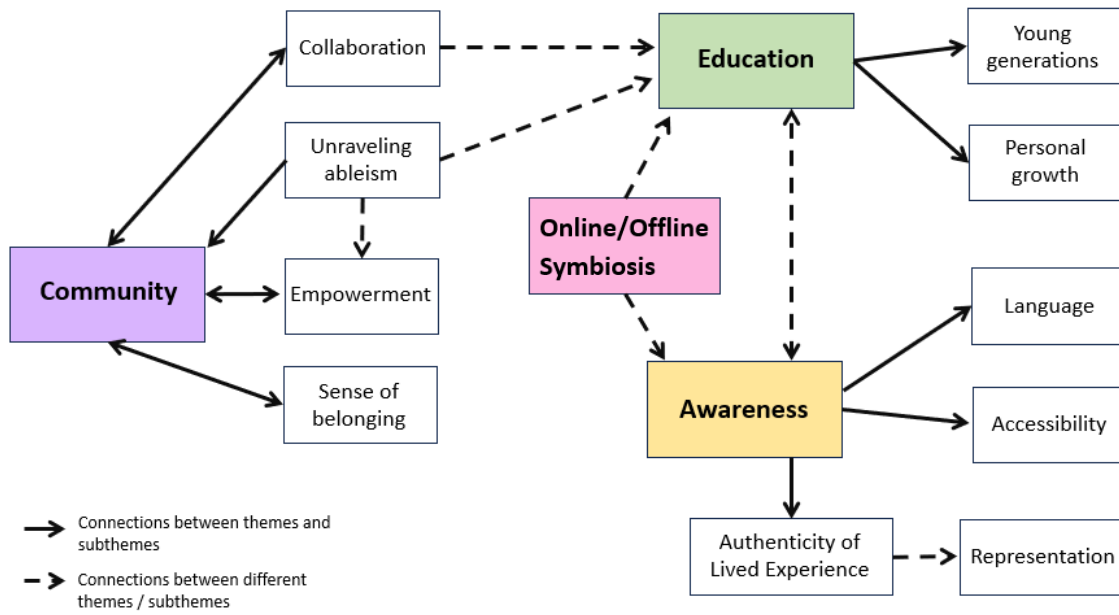 Collaboration
Education
Young
generations
Unraveling
ableism
Personal
growth
Online/Offline
Symbiosis
Community
Empowerment
Language
Sense of
belonging
Awareness
Accessibility
Connections between themes and
subthemes
Authenticity of
Lived Experience
Representation
Connections between different
themes / subthemes